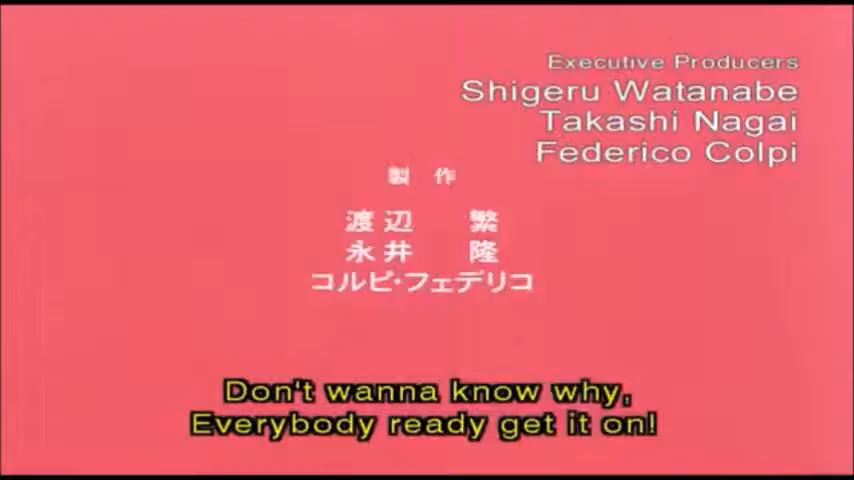 Executive Producers
Shigeru Watanabe
Takashi Nagai
Federico Colpi
製 作
渡辺 繁
永井 隆
コルピ・フェデリコ
Don't wanna know why,
Everybody ready get it on!